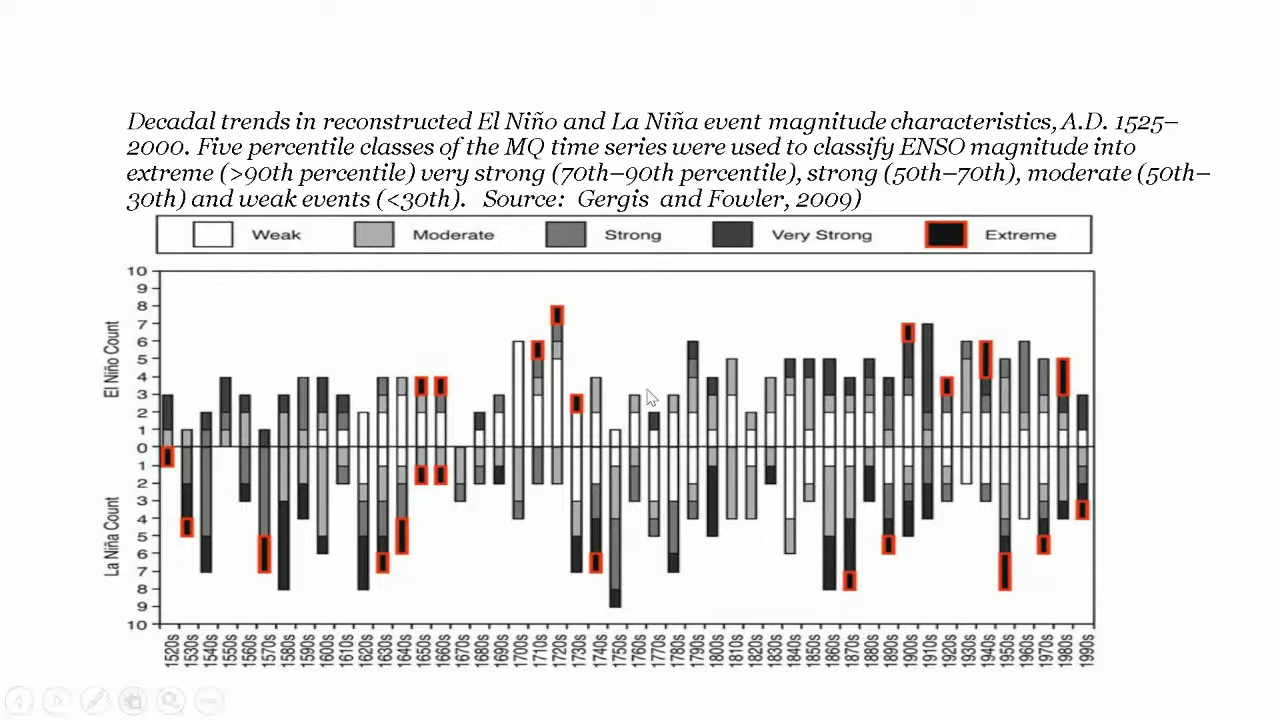 Decadal trends in reconstructed El Niño and La Niña event magnitude characteristics, A.D. 1525–
2000. Five percentile classes of the MQ time series were used to classify ENSO magnitude into
extreme (>90th percentile) very strong (70th–90th percentile), strong (50th–70th), moderate (50th–
30th) and weak events (<30th). Source: Gergis and Fowler, 2009)
Weak Moderate Strong Very Strong Extreme
El Niño Count
La Niña Count
10
9
8
7
6
5
4
3
2
1
0
1
2
3
4
5
6
7
8
9
10
1520s 1530s 1540s 1550s 1560s 1570s 1580s 1590s 1600s 1610s 1620s 1630s 1640s 1650s 1660s 1670s 1680s 1690s 1700s 1710s 1720s 1730s 1740s 1750s 1760s 1770s 1780s 1790s 1800s 1810s 1820s 1830s 1840s 1850s 1860s 1870s 1880s 1890s 1900s 1910s 1920s 1930s 1940s 1950s 1960s 1970s 1980s 1990s